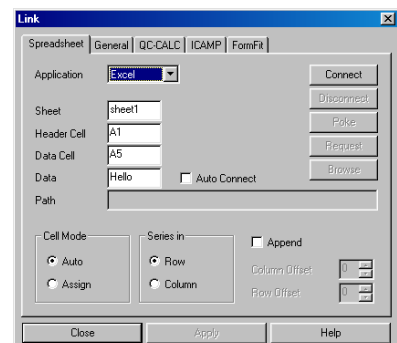 Link
Spreadsheet General QC-CALC ICAMP FormFit
Application Excel Connect
Disconnect
Sheet sheet1 Poke
Header Cell A1 Request
Data Cell A5 Browse
Data Hello Auto Connect
Path
Cell Mode Series in Append
Auto Row Column Offset 0
Assign Column Row Offset 0
Close Apply Help